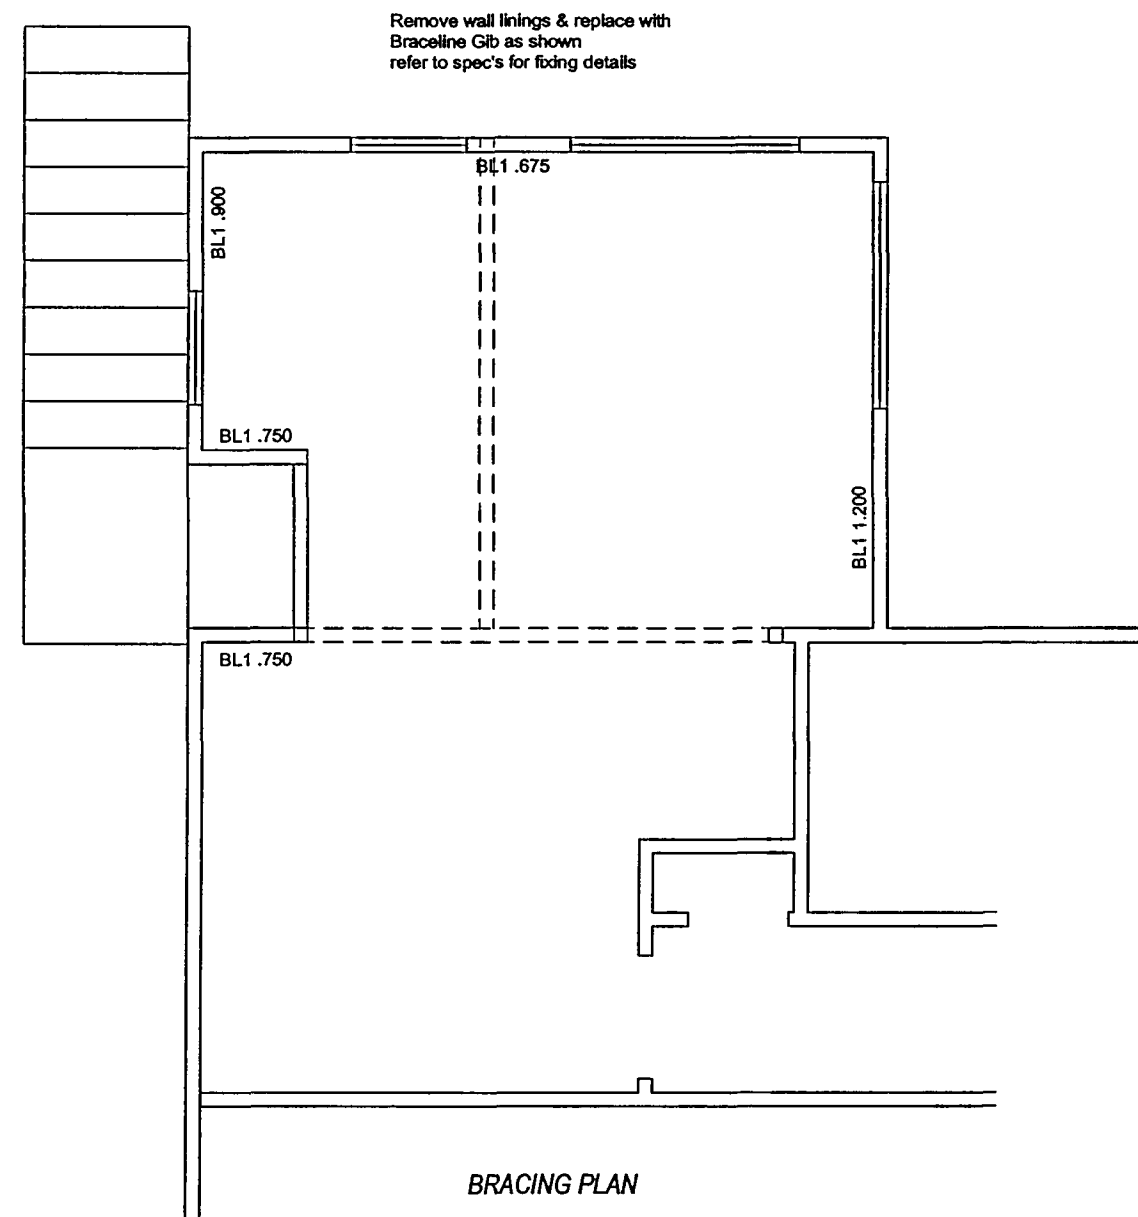 Remove wall linings & replace with
Braceline Gib as shown
refer to spec's for fixing details
BL1 .675
BL1 .900
BL1 .750
BL1 1.200
BL1 .750
BRACING PLAN